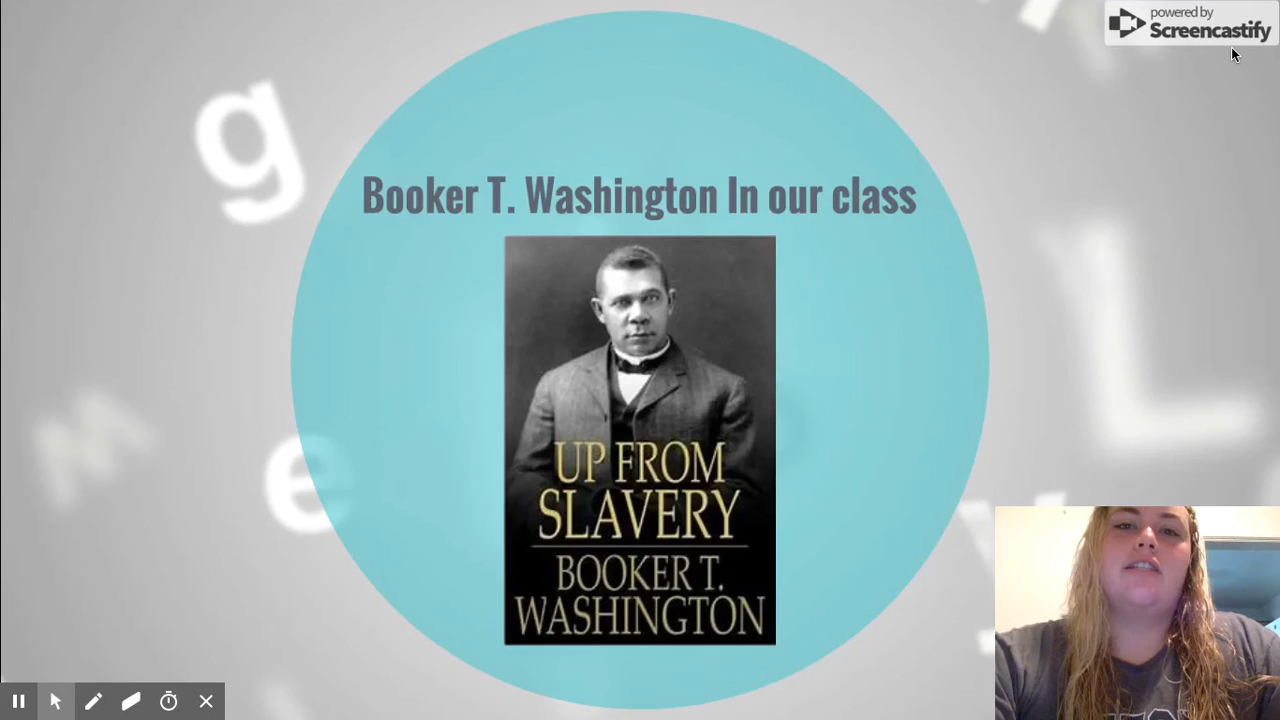 powered by
Screencastify
g
Booker T. Washington In our class
L
M
e
UP FROM
SLAVERY
BOOKER T.
WASHINGTON